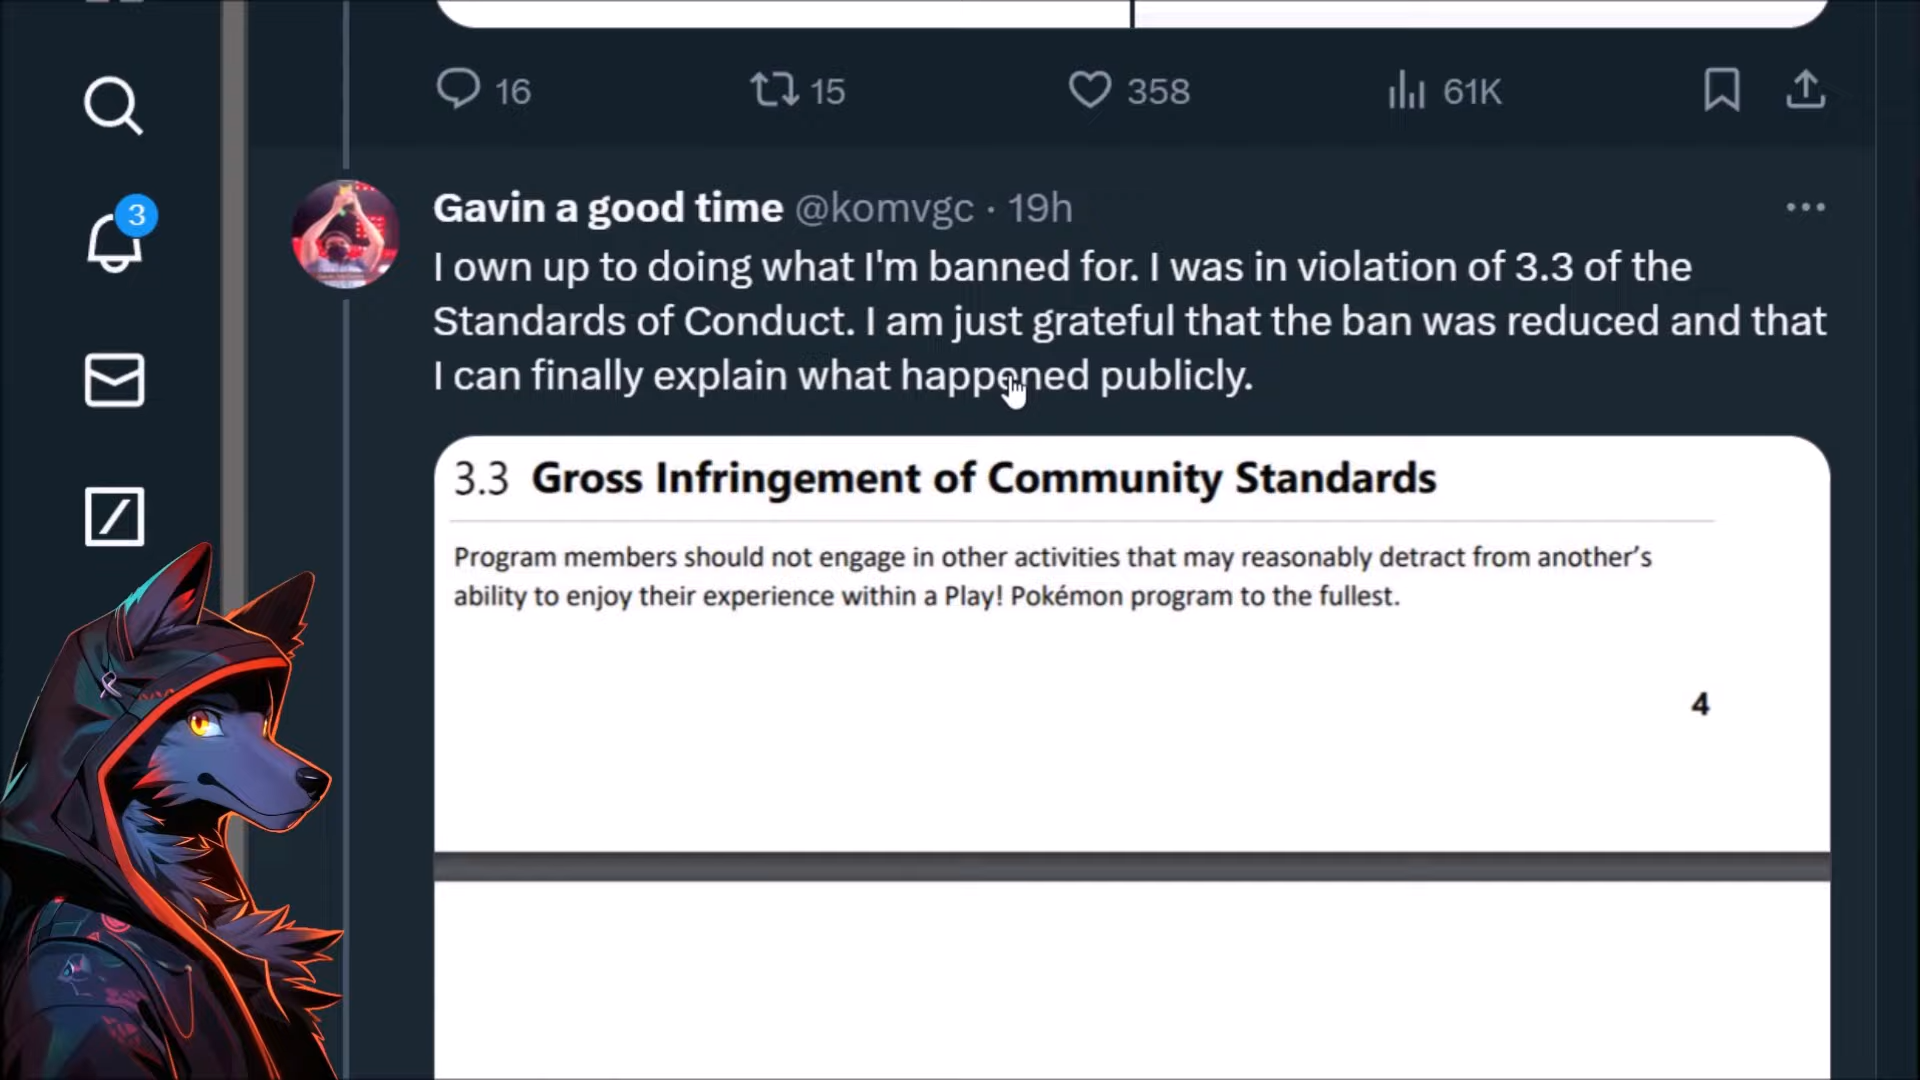 16 15 358 61K
3
Gavin a good time @komvgc · 19h
I own up to doing what I'm banned for. I was in violation of 3.3 of the
Standards of Conduct. I am just grateful that the ban was reduced and that
I can finally explain what happened publicly.
3.3 Gross Infringement of Community Standards
Program members should not engage in other activities that may reasonably detract from another’s
ability to enjoy their experience within a Play! Pokémon program to the fullest.
4